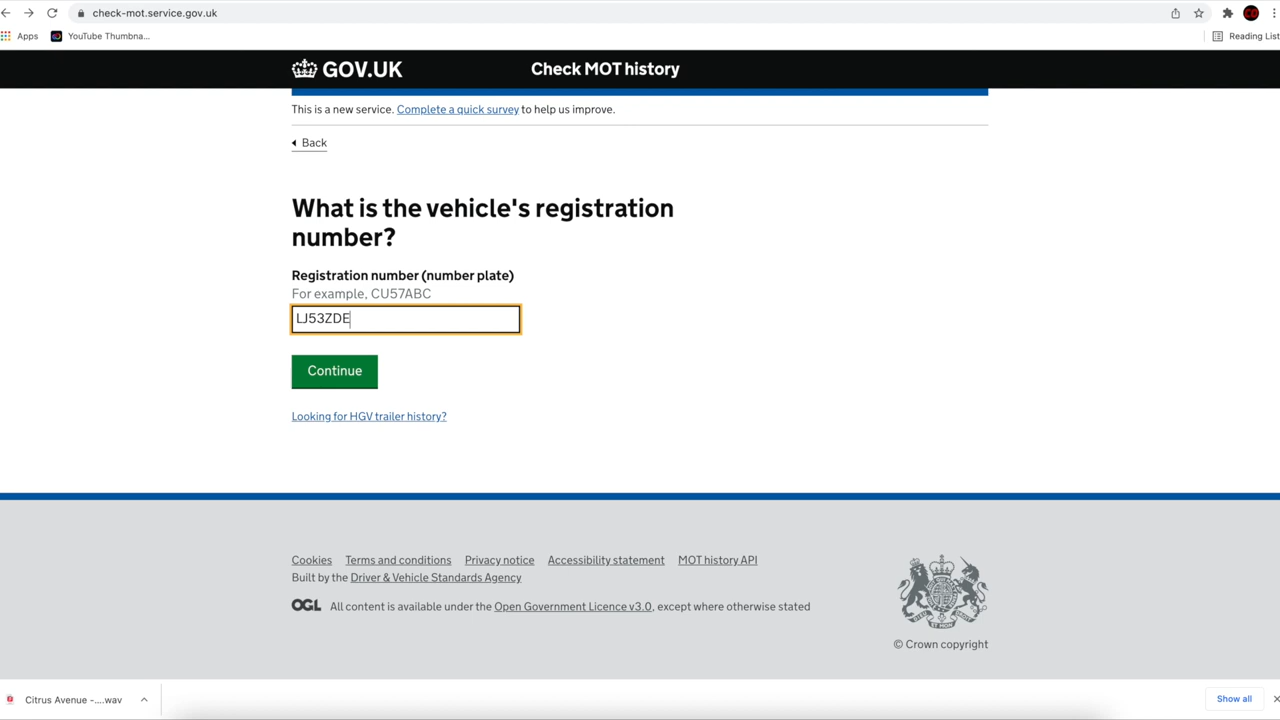 check-mot.service.gov.uk
Apps YouTube Thumbna... Reading List
GOV.UK Check MOT history
This is a new service. Complete a quick survey to help us improve.
Back
What is the vehicle's registration
number?
Registration number (number plate)
For example, CU57ABC
LJ53ZDE
Continue
Looking for HGV trailer history?
Cookies Terms and conditions Privacy notice Accessibility statement MOT history API
Built by the Driver & Vehicle Standards Agency
OGL All content is available under the Open Government Licence v3.0, except where otherwise stated
© Crown copyright
Citrus Avenue -....wav Show all